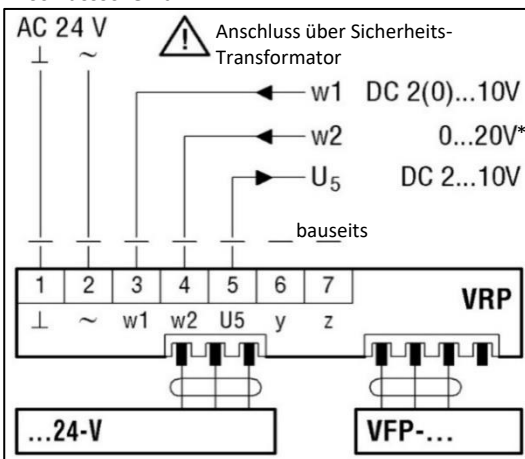 AC 24 V
Anschluss über Sicherheits-
Transformator
⊥ ~
w1 DC 2(0)...10V
w2 0...20V*
U5 DC 2...10V
bauseits
1 2 3 4 5 6 7
VRP
⊥ ~ w1 w2 U5 y z
...24-V
VFP-...